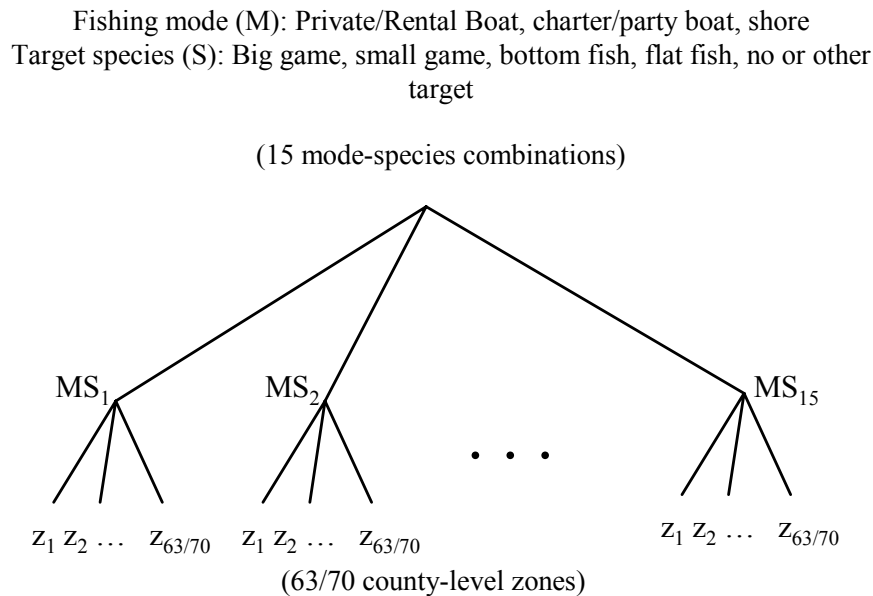 Fishing mode (M): Private/Rental Boat, charter/party boat, shore
Target species (S): Big game, small game, bottom fish, flat fish, no or other
target
(15 mode-species combinations)
MS₁ MS₂ . . . MS₁₅
z₁ z₂ … z₆₃/₇₀ z₁ z₂ … z₆₃/₇₀ z₁ z₂ … z₆₃/₇₀
(63/70 county-level zones)